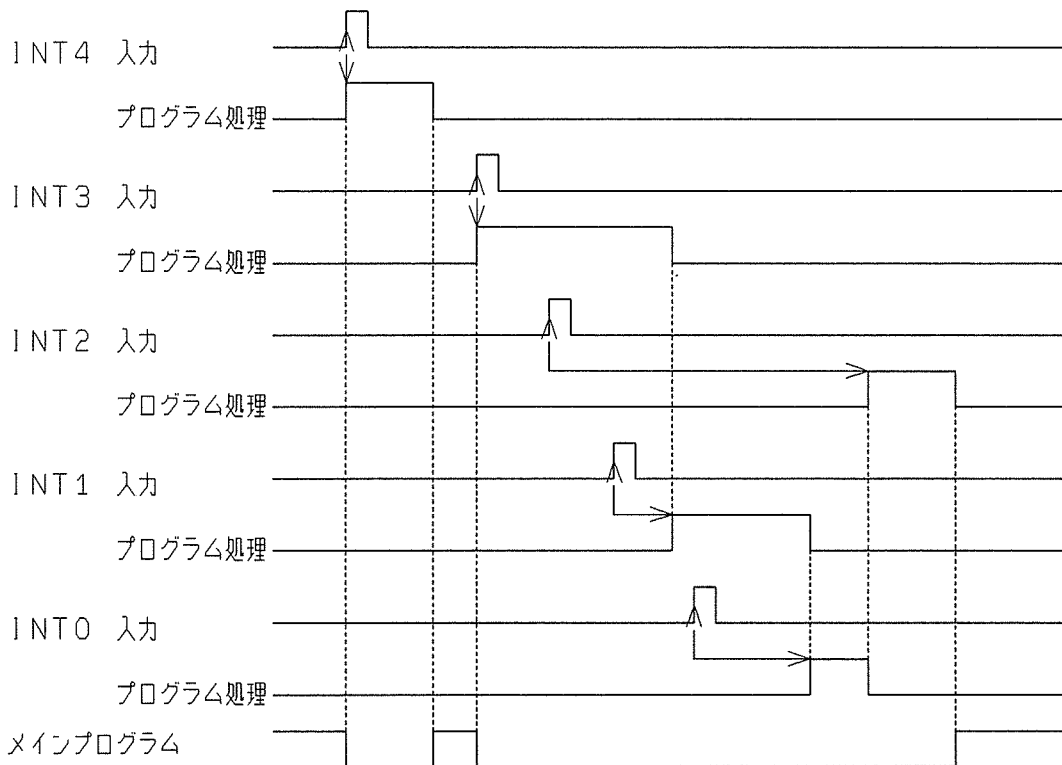 INT4 入力
プログラム処理
INT3 入力
プログラム処理
INT2 入力
プログラム処理
INT1 入力
プログラム処理
INT0 入力
プログラム処理
メインプログラム